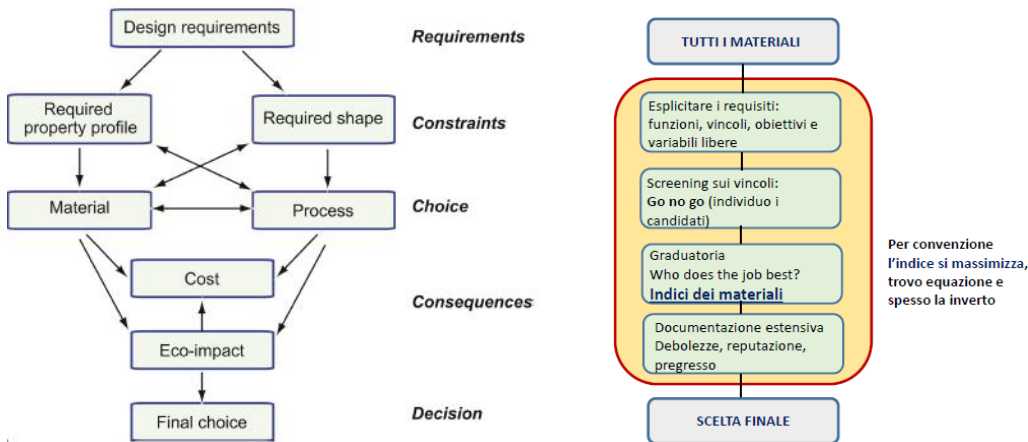 Design requirements
Requirements
Required
property profile
Required shape
Constraints
Material
Process
Choice
Cost
Consequences
Eco-impact
Final choice
Decision
TUTTI I MATERIALI
Esplicitare i requisiti:
funzioni, vincoli, obiettivi e
variabili libere
Screening sui vincoli:
Go no go (individuo i
candidati)
Graduatoria
Who does the job best?
Indici dei materiali
Documentazione estensiva
Debolezze, reputazione,
pregresso
SCELTA FINALE
Per convenzione
l'indice si massimizza,
trovo equazione e
spesso la inverto